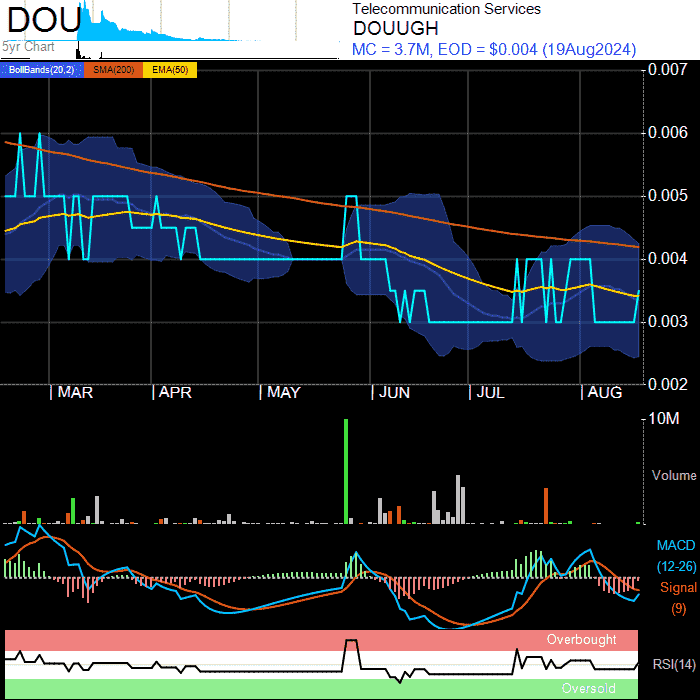 DOU
5yr Chart
Telecommunication Services
DOUUGH
MC = 3.7M, EOD = $0.004 (19Aug2024)
BollBands(20,2) SMA(200) EMA(50)
0.007
0.006
0.005
0.004
0.003
0.002
MAR APR MAY JUN JUL AUG
10M
Volume
MACD
(12-26)
Signal
(9)
Overbought
RSI(14)
Oversold